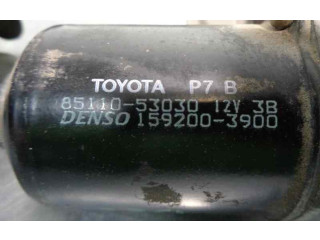 TOYOTA P7 B
85110-53030 12V 3B
DENSO 159200-3900